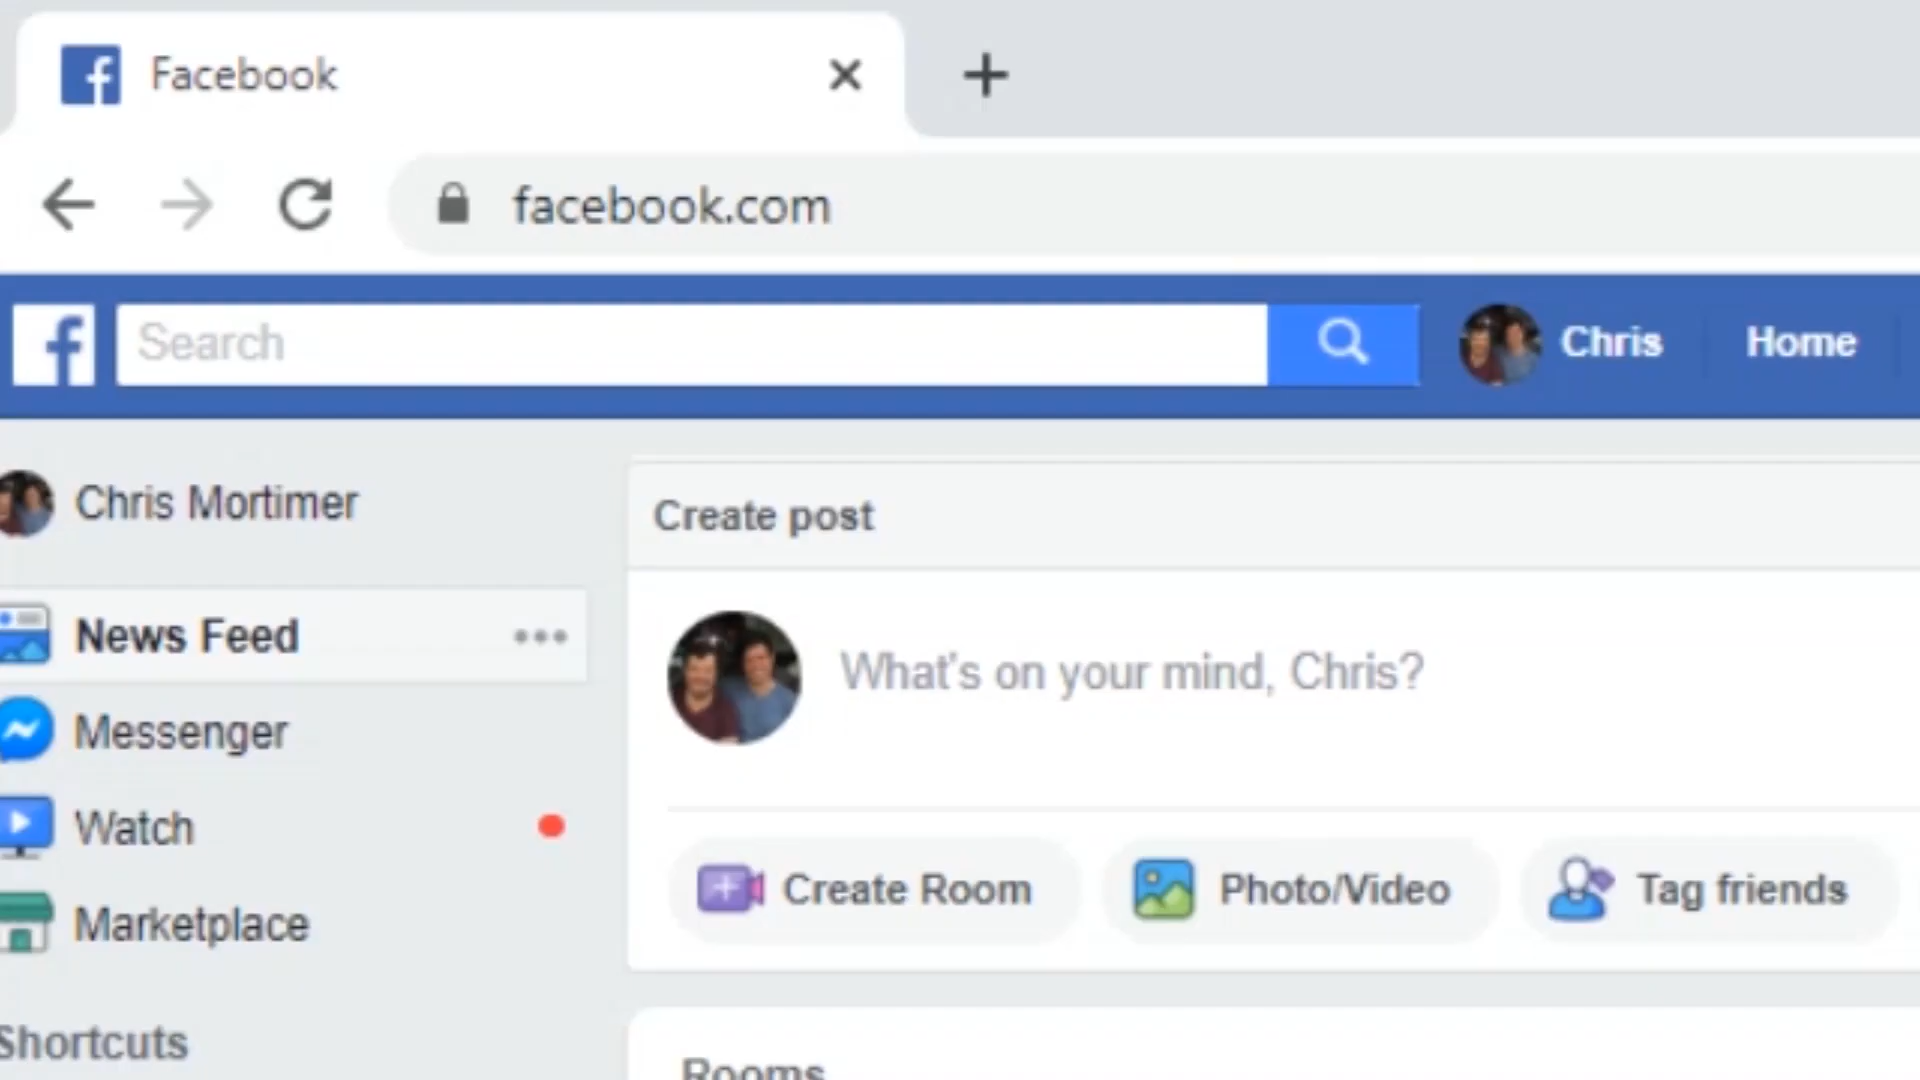 Facebook
facebook.com
Search
Chris
Home
Chris Mortimer
Create post
News Feed
What's on your mind, Chris?
Messenger
Watch
Marketplace
Create Room
Photo/Video
Tag friends
Shortcuts
Rooms